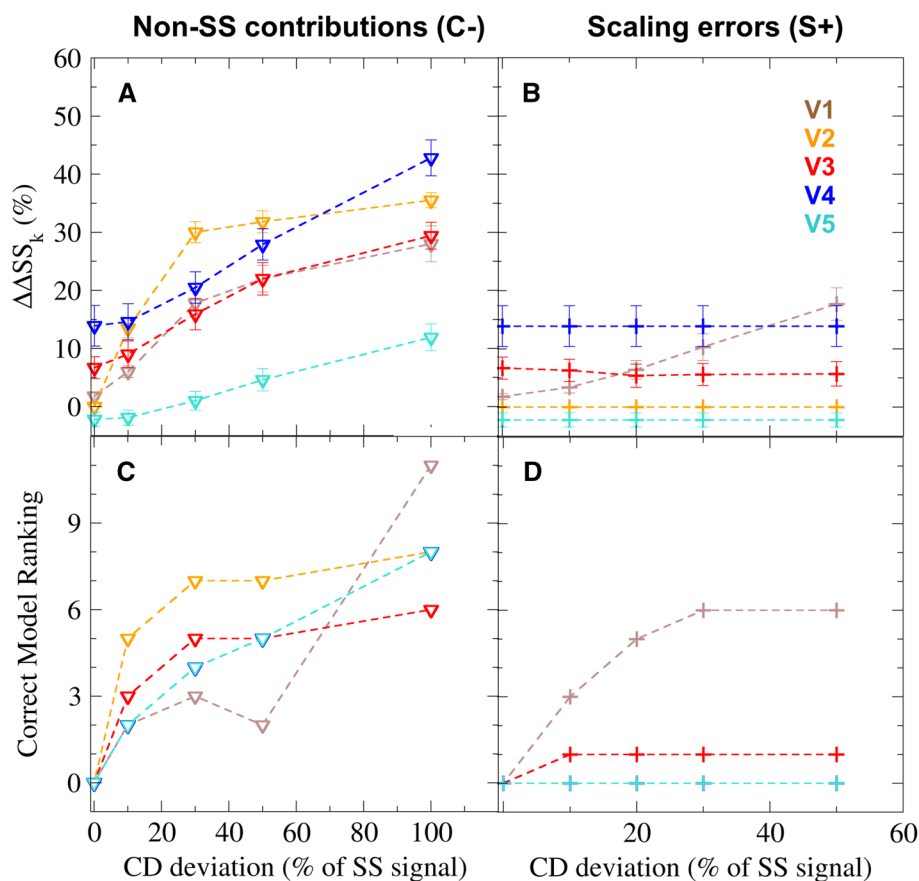 Non-SS contributions (C-)
Scaling errors (S+)
A
B
60
50
40
30
20
10
0
ΔΔSSₖ (%)
V1
V2
V3
V4
V5
C
D
9
6
3
0
Correct Model Ranking
0 20 40 60 80 100
20 40 60
CD deviation (% of SS signal)
CD deviation (% of SS signal)